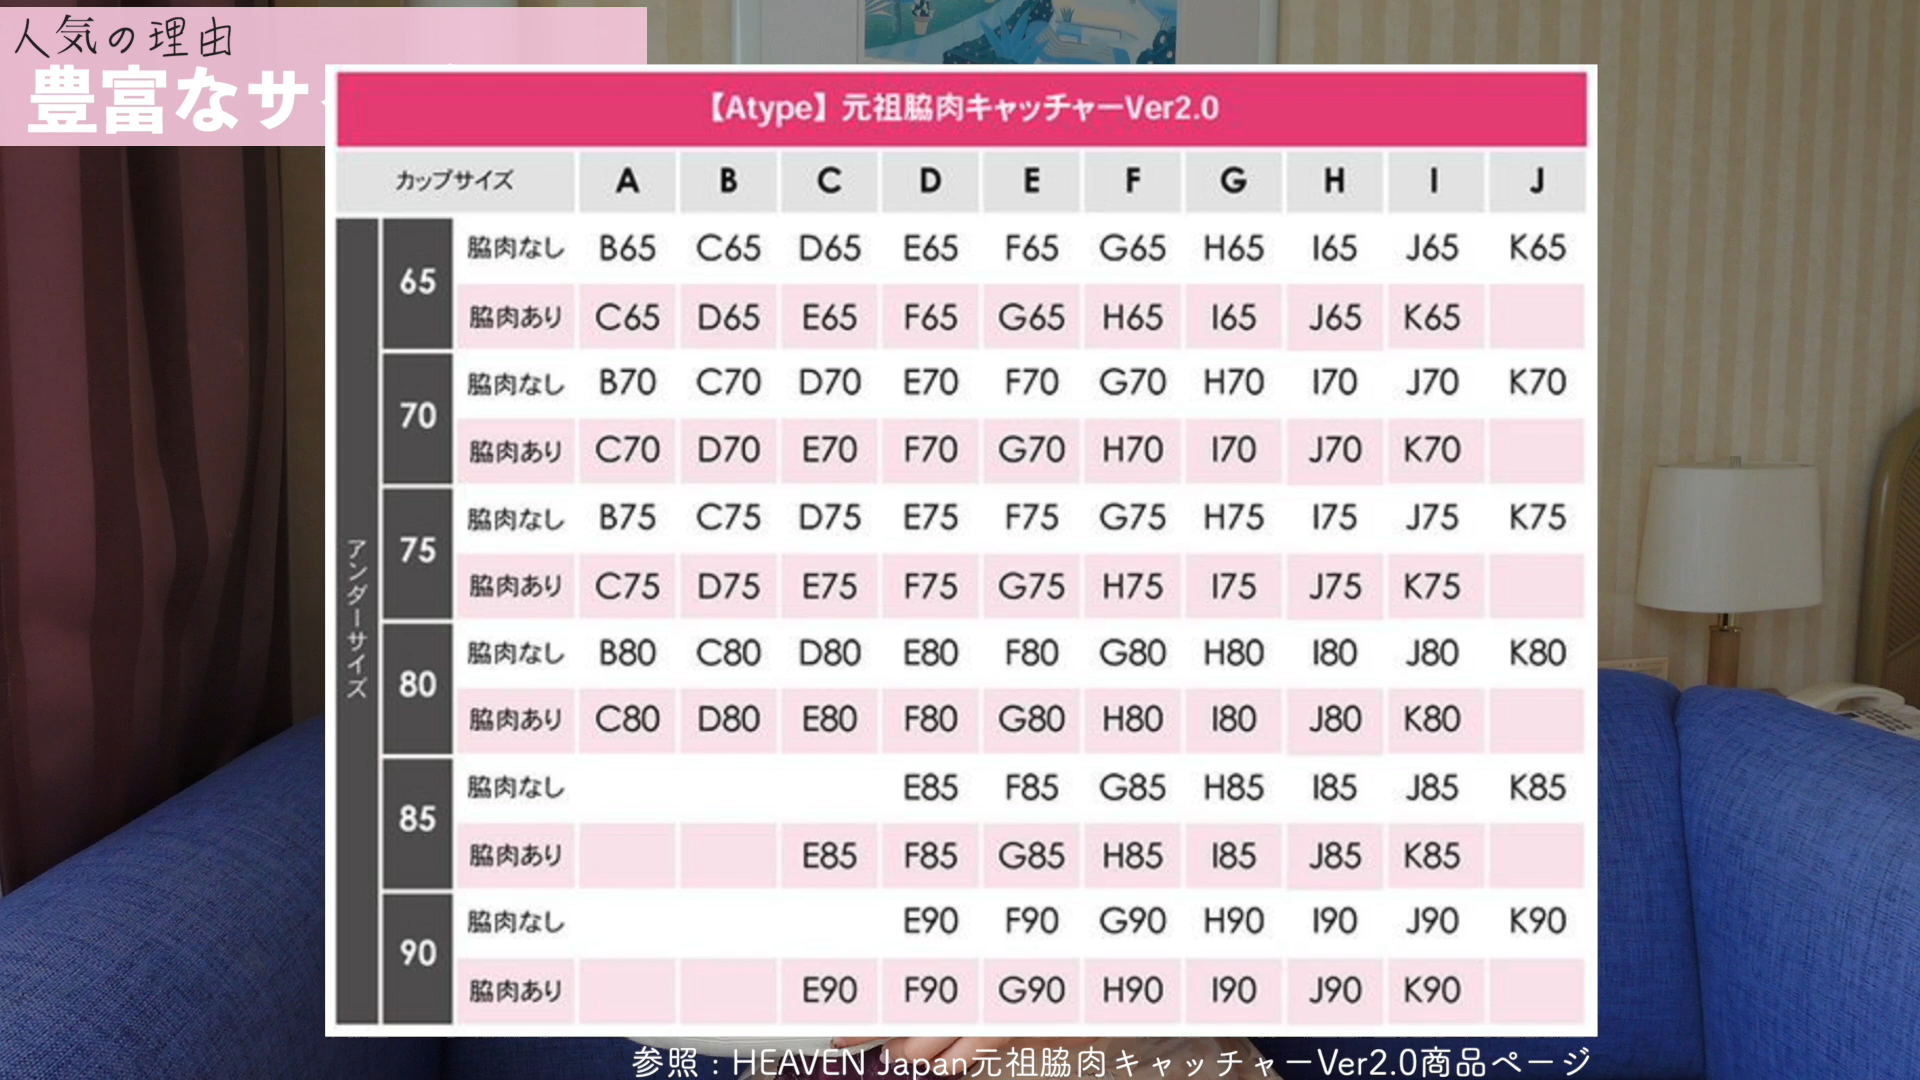 人気の理由
豊富なサ
【Atype】元祖脇肉キャッチャーVer2.0
カップサイズ A B C D E F G H I J
アンダーサイズ
65
脇肉なし B65 C65 D65 E65 F65 G65 H65 I65 J65 K65
脇肉あり C65 D65 E65 F65 G65 H65 I65 J65 K65
70
脇肉なし B70 C70 D70 E70 F70 G70 H70 I70 J70 K70
脇肉あり C70 D70 E70 F70 G70 H70 I70 J70 K70
75
脇肉なし B75 C75 D75 E75 F75 G75 H75 I75 J75 K75
脇肉あり C75 D75 E75 F75 G75 H75 I75 J75 K75
80
脇肉なし B80 C80 D80 E80 F80 G80 H80 I80 J80 K80
脇肉あり C80 D80 E80 F80 G80 H80 I80 J80 K80
85
脇肉なし E85 F85 G85 H85 I85 J85 K85
脇肉あり E85 F85 G85 H85 I85 J85 K85
90
脇肉なし E90 F90 G90 H90 I90 J90 K90
脇肉あり E90 F90 G90 H90 I90 J90 K90
参照：HEAVEN Japan元祖脇肉キャッチャーVer2.0商品ページ